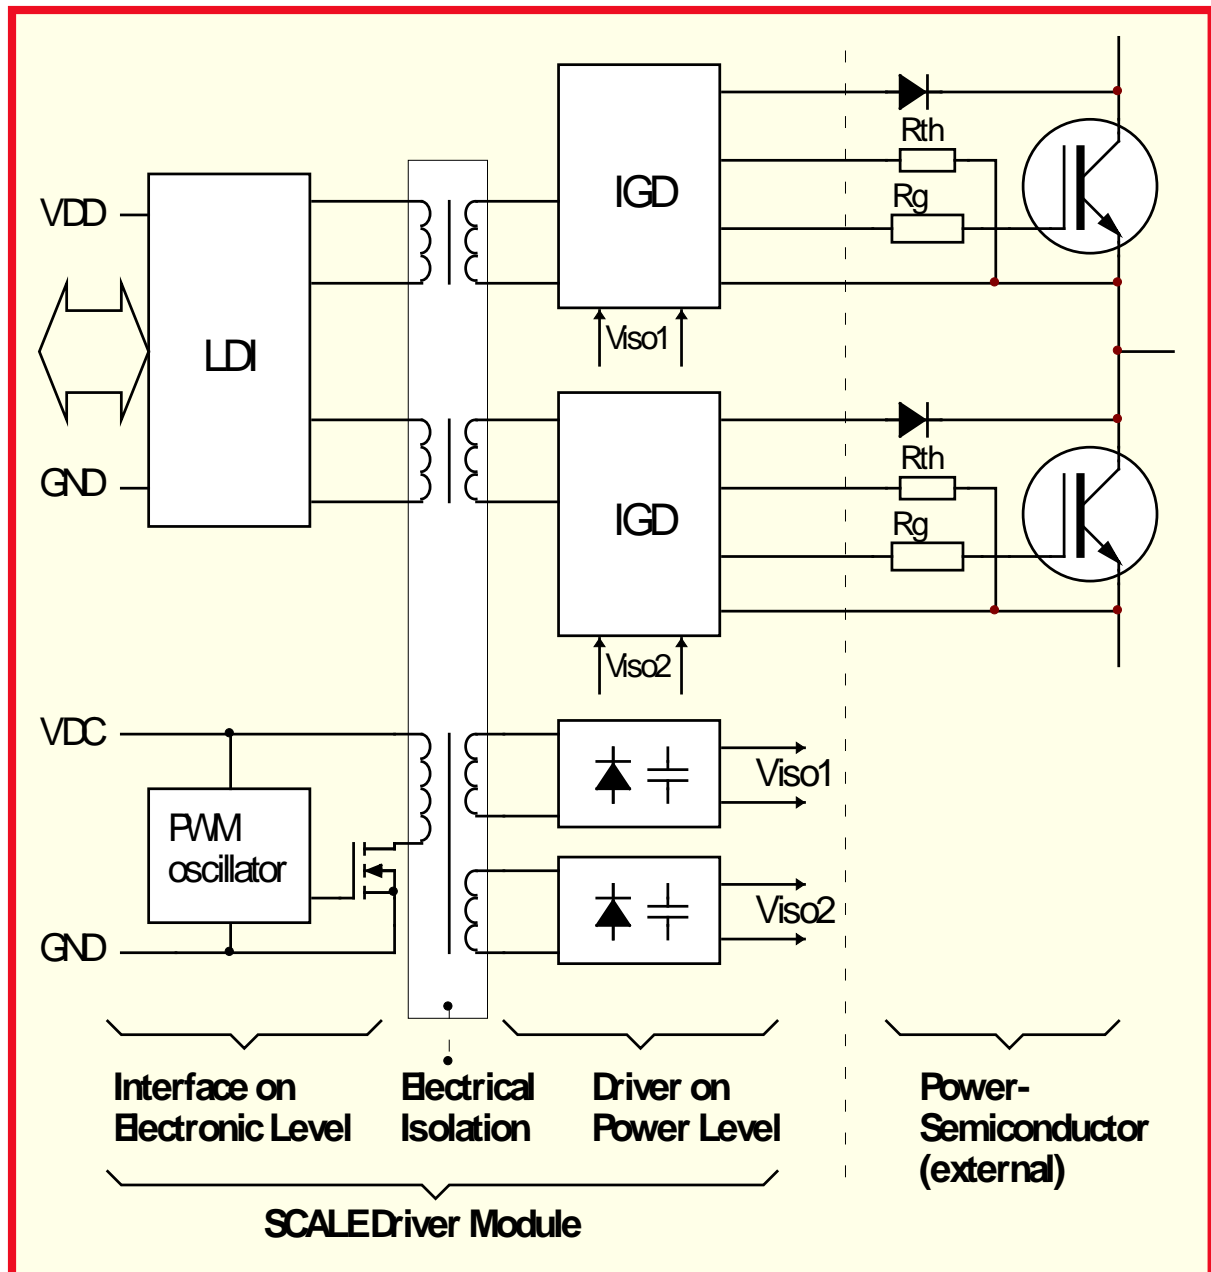 VDD
LDI
GND
IGD
Viso1
Rth
Rg
IGD
Viso2
Rth
Rg
VDC
PWM
oscillator
GND
Viso1
Viso2
Interface on
Electronic Level
Electrical
Isolation
Driver on
Power Level
Power-
Semiconductor
(external)
SCALE Driver Module